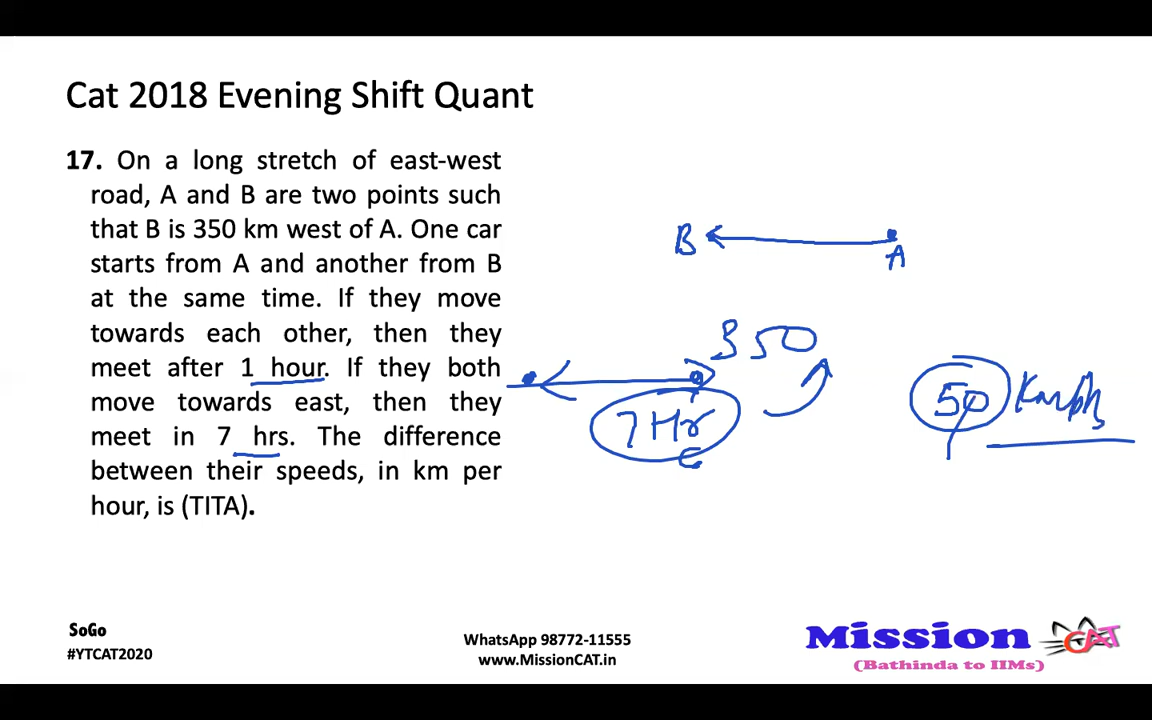 Cat 2018 Evening Shift Quant
17. On a long stretch of east-west
road, A and B are two points such
that B is 350 km west of A. One car
starts from A and another from B
at the same time. If they move
towards each other, then they
meet after 1 hour. If they both
move towards east, then they
meet in 7 hrs. The difference
between their speeds, in km per
hour, is (TITA).
B
A
350
7 Hr
50 Kmph
SoGo
#YTCAT2020
WhatsApp 98772-11555
www.MissionCAT.in
Mission CAT
(Bathinda to IIMs)